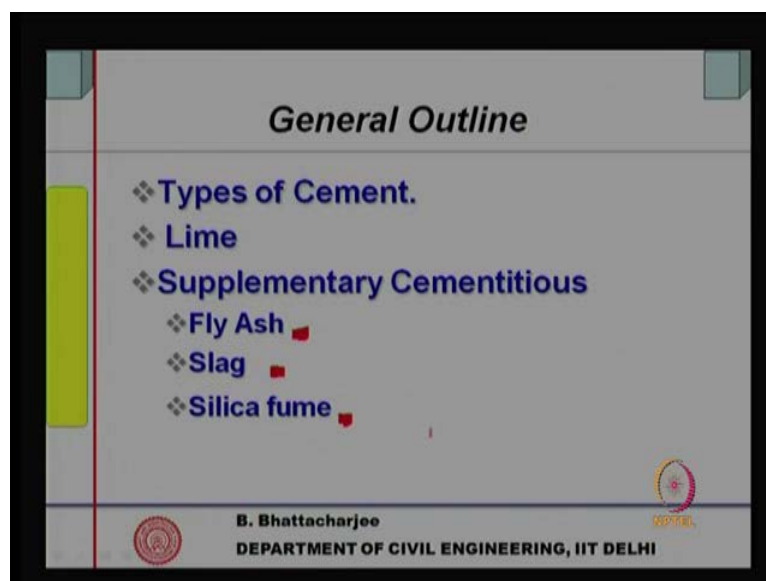 General Outline
Types of Cement.
Lime
Supplementary Cementitious
Fly Ash
Slag
Silica fume
NPTEL
B. Bhattacharjee
DEPARTMENT OF CIVIL ENGINEERING, IIT DELHI